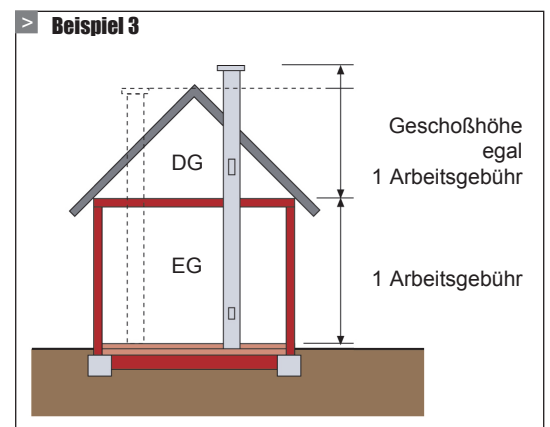 > Beispiel 3
Geschoßhöhe
egal
1 Arbeitsgebühr
DG
EG
1 Arbeitsgebühr